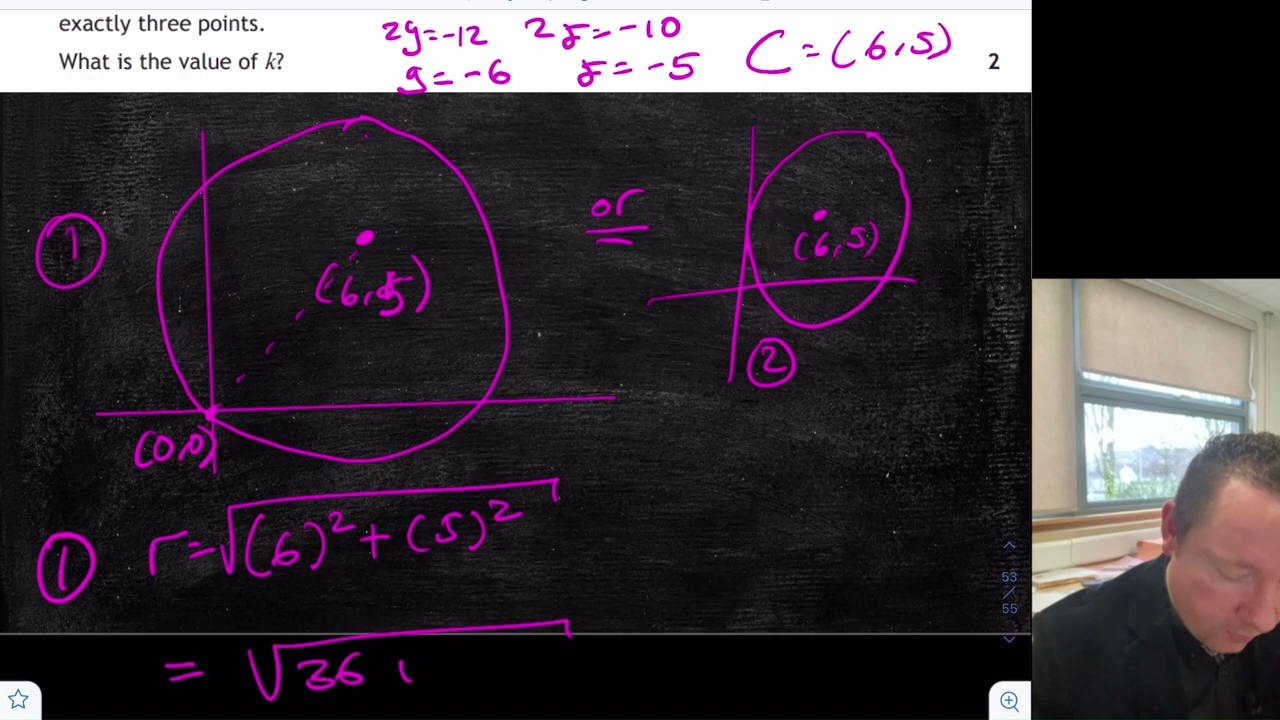 exactly three points.
What is the value of k?
2
2g=-12 2f=-10
g=-6 f=-5
C=(6,5)
①
(6,5)
(0,0)
or
(6,5)
②
① r=√(6)²+(5)²
=√36
53
/
55